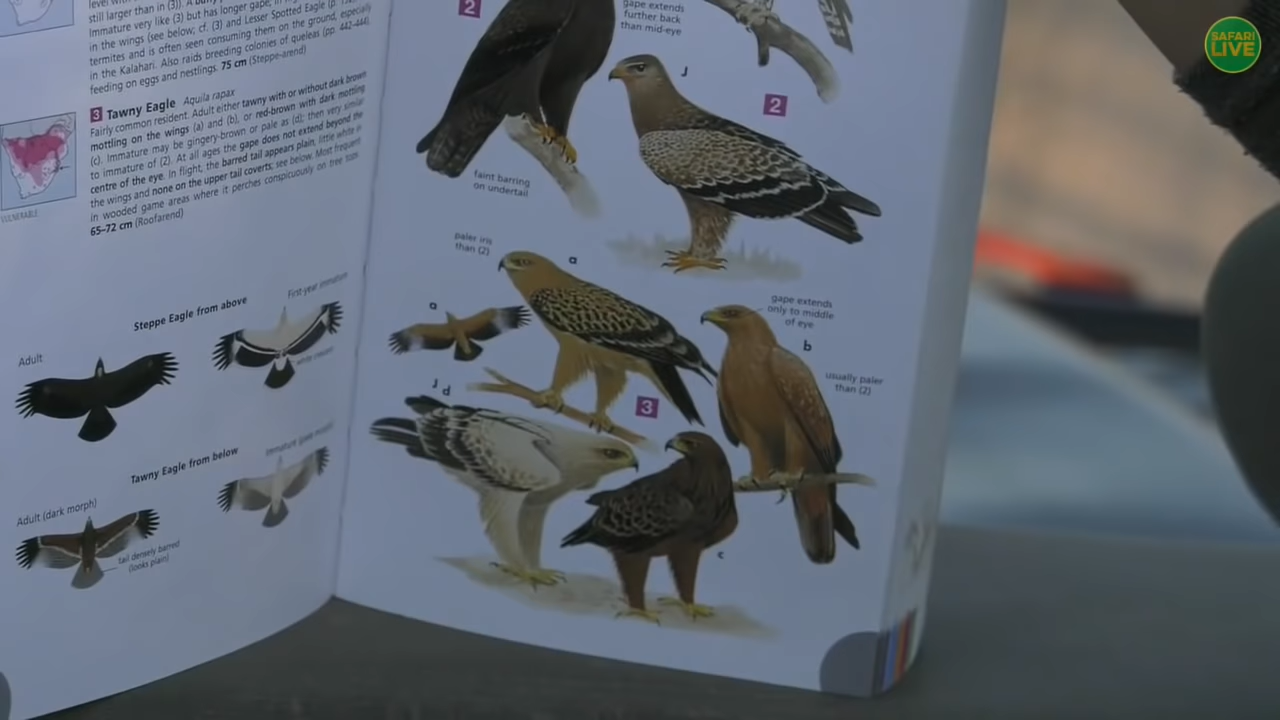 still larger than in (3)). A
Immature very like (3) but has longer gape,
in the wings (see below; cf. (3) and Lesser Spotted Eagle (p.
termites and is often seen consuming them on the ground, especially
in the Kalahari. Also raids breeding colonies of queleas (pp. 442-444),
feeding on eggs and nestlings. 75 cm (Steppe-arend)
3 Tawny Eagle Aquila rapax
Fairly common resident. Adult either tawny with or without dark brown
mottling on the wings (a) and (b), or red-brown with dark mottling
(c). Immature may be gingery-brown or pale as (d); then very similar
to immature of (2). At all ages the gape does not extend beyond the
centre of the eye. In flight, the barred tail appears plain, little white in
the wings and none on the upper tail coverts; see below. Most frequent
in wooded game areas where it perches conspicuously on tree tops.
65–72 cm (Roofarend)
VULNERABLE
Steppe Eagle from above
First-year immature
Adult
white rump
Tawny Eagle from below
Immature (pale morph)
Adult (dark morph)
tail densely barred
(looks plain)
2
gape extends
further back
than mid-eye
J
2
faint barring
on undertail
paler iris
than (2)
a
a
gape extends
only to middle
of eye
b
usually paler
than (2)
J d
3
c
SAFARI
LIVE